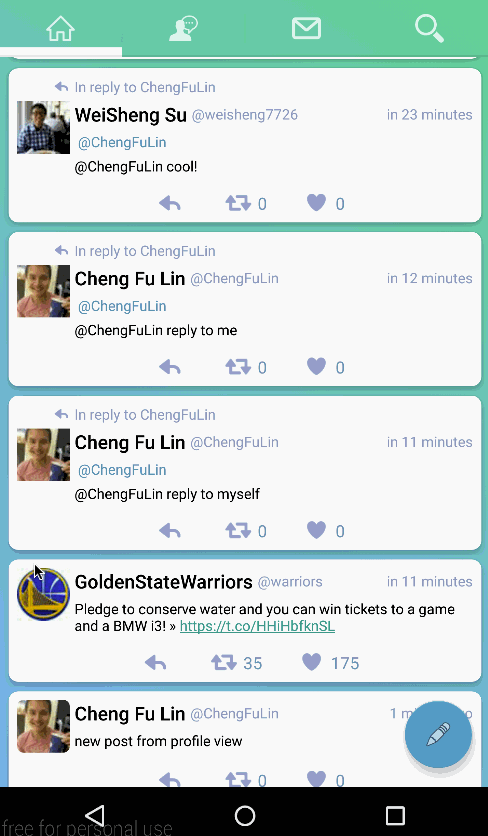 In reply to ChengFuLin
WeiSheng Su @weisheng7726 in 23 minutes
@ChengFuLin
@ChengFuLin cool!
0 0
In reply to ChengFuLin
Cheng Fu Lin @ChengFuLin in 12 minutes
@ChengFuLin
@ChengFuLin reply to me
0 0
In reply to ChengFuLin
Cheng Fu Lin @ChengFuLin in 11 minutes
@ChengFuLin
@ChengFuLin reply to myself
0 0
GoldenStateWarriors @warriors in 11 minutes
Pledge to conserve water and you can win tickets to a game
and a BMW i3! » https://t.co/HHiHbfknSL
35 175
Cheng Fu Lin @ChengFuLin 1
new post from profile view
0 0
free for personal use